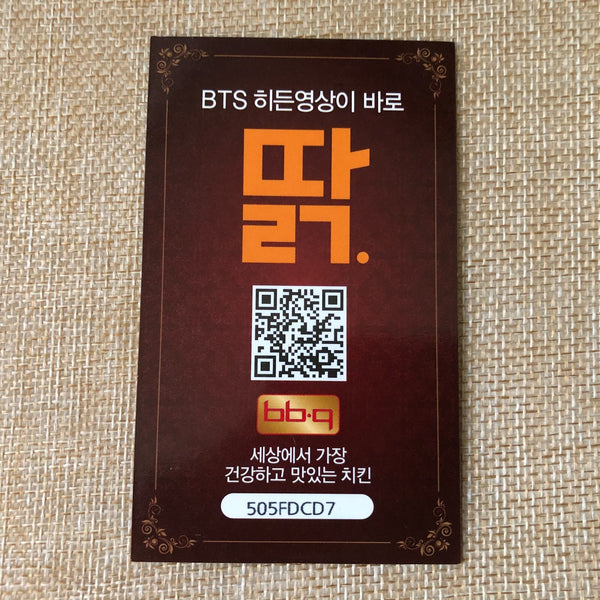 BTS 히든영상이 바로
딹.
bb.q
세상에서 가장
건강하고 맛있는 치킨
505FDCD7